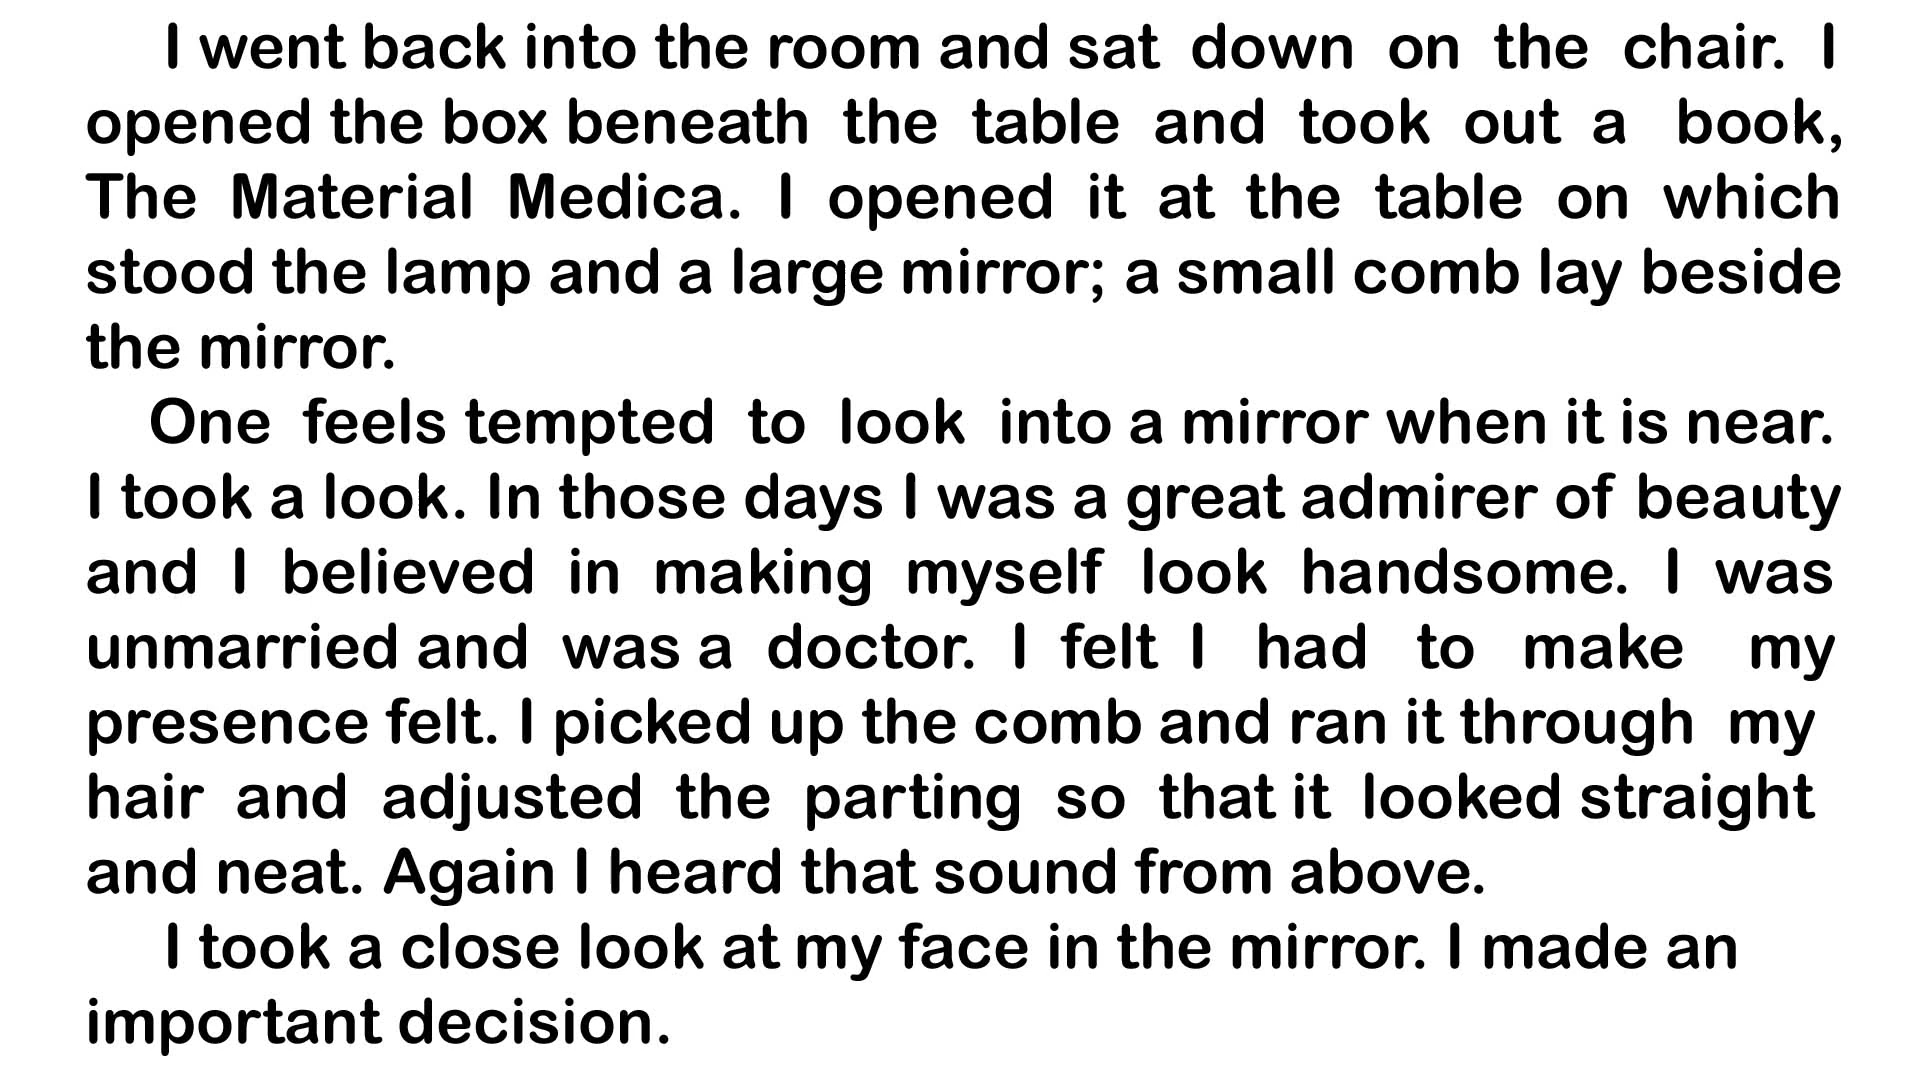 I went back into the room and sat down on the chair. I
opened the box beneath the table and took out a book,
The Material Medica. I opened it at the table on which
stood the lamp and a large mirror; a small comb lay beside
the mirror.
One feels tempted to look into a mirror when it is near.
I took a look. In those days I was a great admirer of beauty
and I believed in making myself look handsome. I was
unmarried and was a doctor. I felt I had to make my
presence felt. I picked up the comb and ran it through my
hair and adjusted the parting so that it looked straight
and neat. Again I heard that sound from above.
I took a close look at my face in the mirror. I made an
important decision.